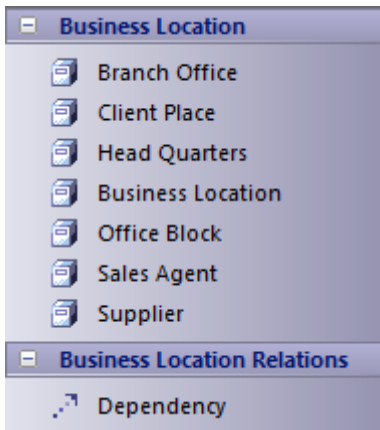 Business Location
Branch Office
Client Place
Head Quarters
Business Location
Office Block
Sales Agent
Supplier
Business Location Relations
Dependency